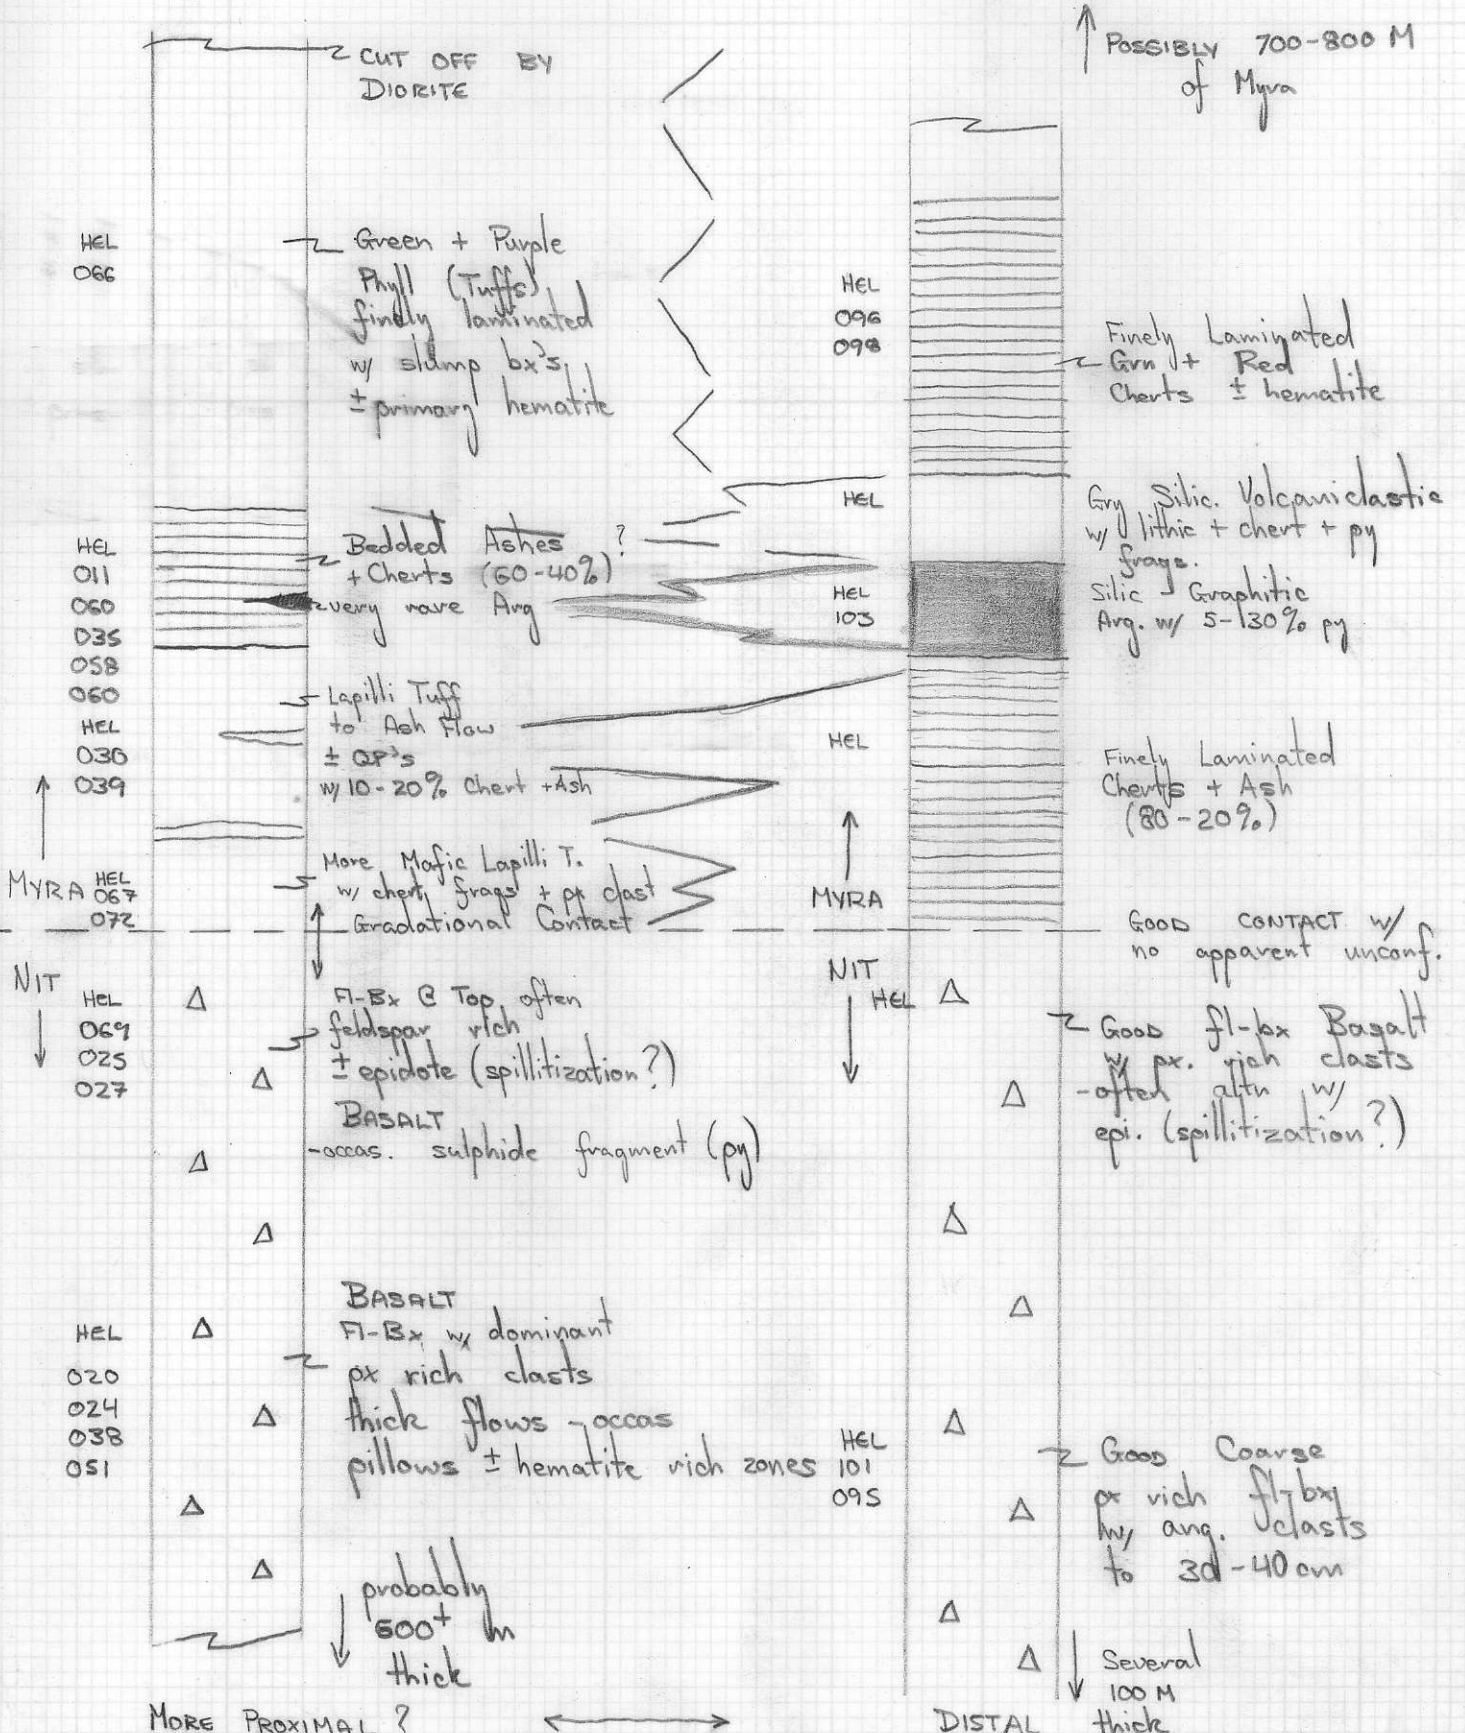 CUT OFF BY
DIORITE
HEL
066
Green + Purple
Phyll (Tuffs)
finely laminated
w/ slump bx's
± primary hematite
HEL
011
060
035
058
060
HEL
030
039
Bedded Ashes ?
+ Cherts (60-40%)
very rare Arg
Lapilli Tuff
to Ash Flow
± QP's
w/ 10-20% Chert + Ash
MYRA
HEL
067
072
More Mafic Lapilli T.
w/ chert frags + px clast
Gradational Contact
NIT
HEL
069
025
027
Fl-Bx @ Top often
feldspar rich
± epidote (spillitization?)
BASALT
-occas. sulphide fragment (py)
HEL
020
024
038
051
BASALT
Fl-Bx w/ dominant
px rich clasts
thick flows - occas
pillows ± hematite rich zones
probably
600+ m
thick
MORE PROXIMAL ?
POSSIBLY 700-800 M
of Myra
HEL
096
098
Finely Laminated
Grn + Red
Cherts ± hematite
HEL
Gry Silic. Volcaniclastic
w/ lithic + chert + py
frags.
HEL
103
Silic - Graphitic
Arg. w/ 5-30% py
HEL
Finely Laminated
Cherts + Ash
(80-20%)
MYRA
GOOD CONTACT w/
no apparent unconf.
NIT
HEL
GOOD fl-bx Basalt
w/ px. rich clasts
-often altn w/
epi. (spillitization?)
HEL
101
095
GOOD Coarse
px rich fl-bx
w/ ang. clasts
to 30-40 cm
Several
100 M
thick
DISTAL